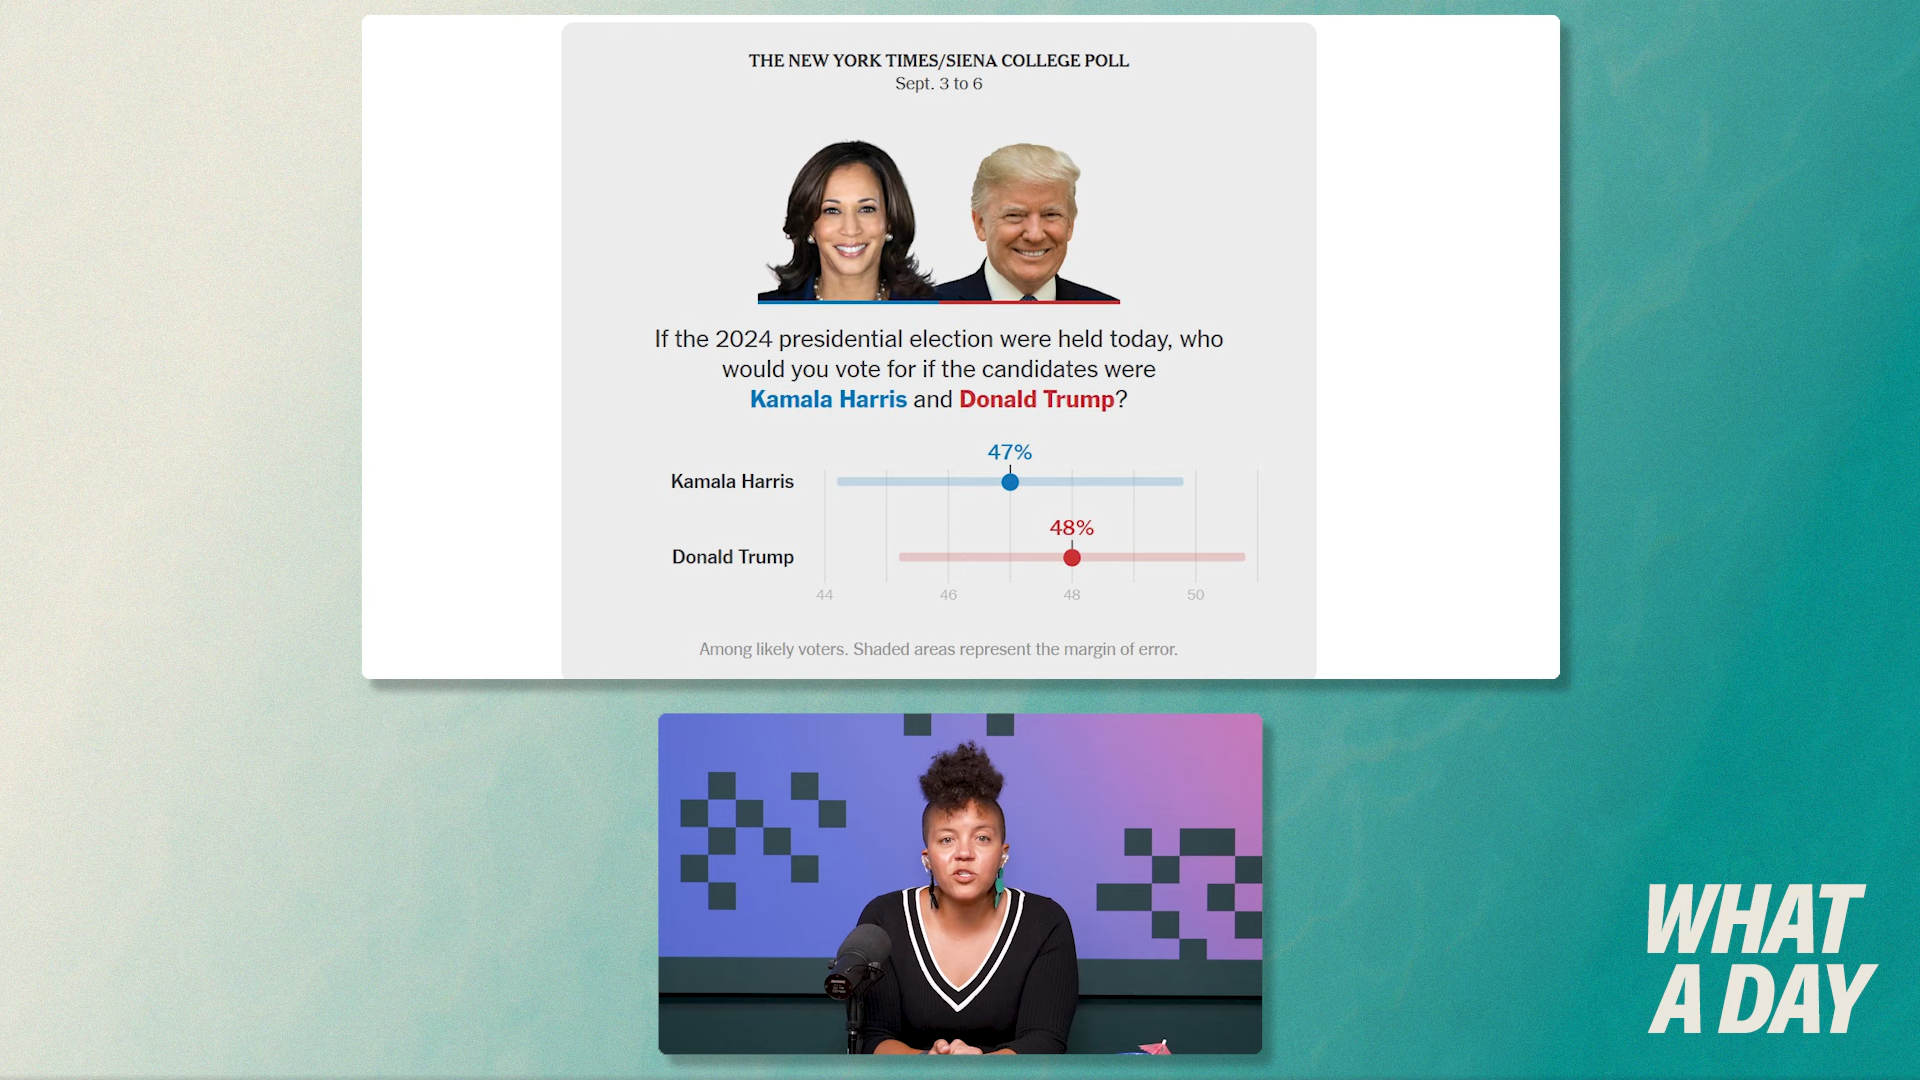 THE NEW YORK TIMES/SIENA COLLEGE POLL
Sept. 3 to 6
If the 2024 presidential election were held today, who
would you vote for if the candidates were
Kamala Harris and Donald Trump?
47%
Kamala Harris
48%
Donald Trump
44 46 48 50
Among likely voters. Shaded areas represent the margin of error.
WHAT
A DAY